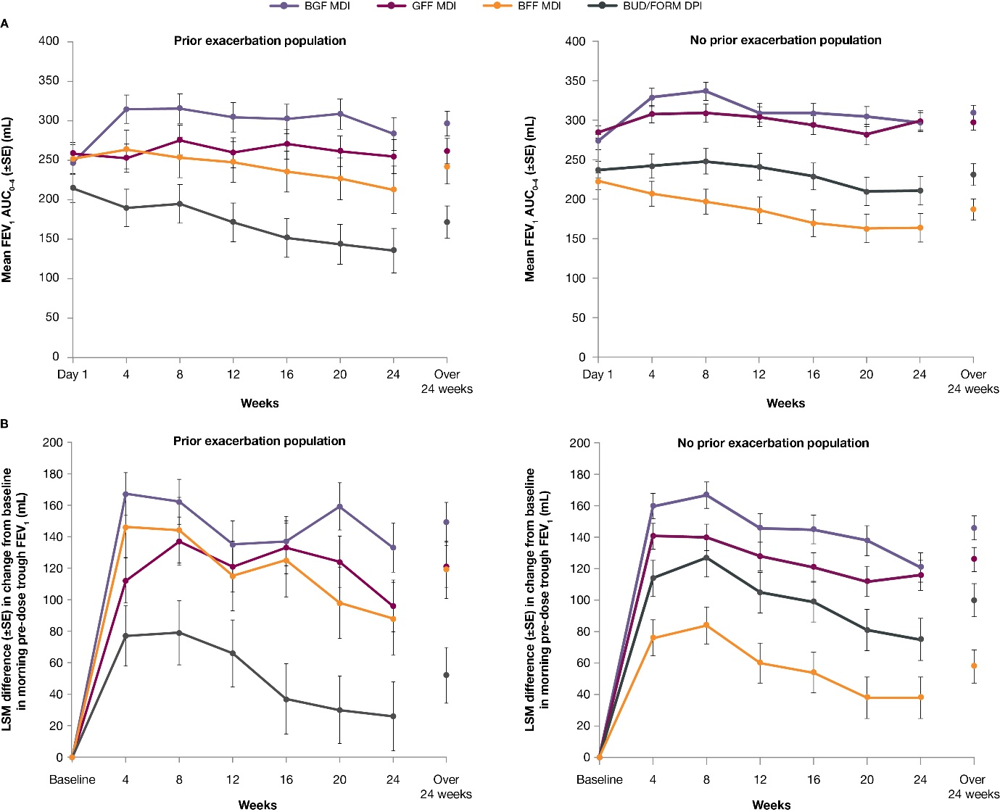 BGF MDI GFF MDI BFF MDI BUD/FORM DPI
A
Prior exacerbation population
Mean FEV1 AUC0–4 (±SE) (mL)
400
350
300
250
200
150
100
50
0
Day 1 4 8 12 16 20 24 Over
24 weeks
Weeks
No prior exacerbation population
Mean FEV1 AUC0–4 (±SE) (mL)
400
350
300
250
200
150
100
50
0
Day 1 4 8 12 16 20 24 Over
24 weeks
Weeks
B
Prior exacerbation population
LSM difference (±SE) in change from baseline
in morning pre-dose trough FEV1 (mL)
200
180
160
140
120
100
80
60
40
20
0
Baseline 4 8 12 16 20 24 Over
24 weeks
Weeks
No prior exacerbation population
LSM difference (±SE) in change from baseline
in morning pre-dose trough FEV1 (mL)
200
180
160
140
120
100
80
60
40
20
0
Baseline 4 8 12 16 20 24 Over
24 weeks
Weeks